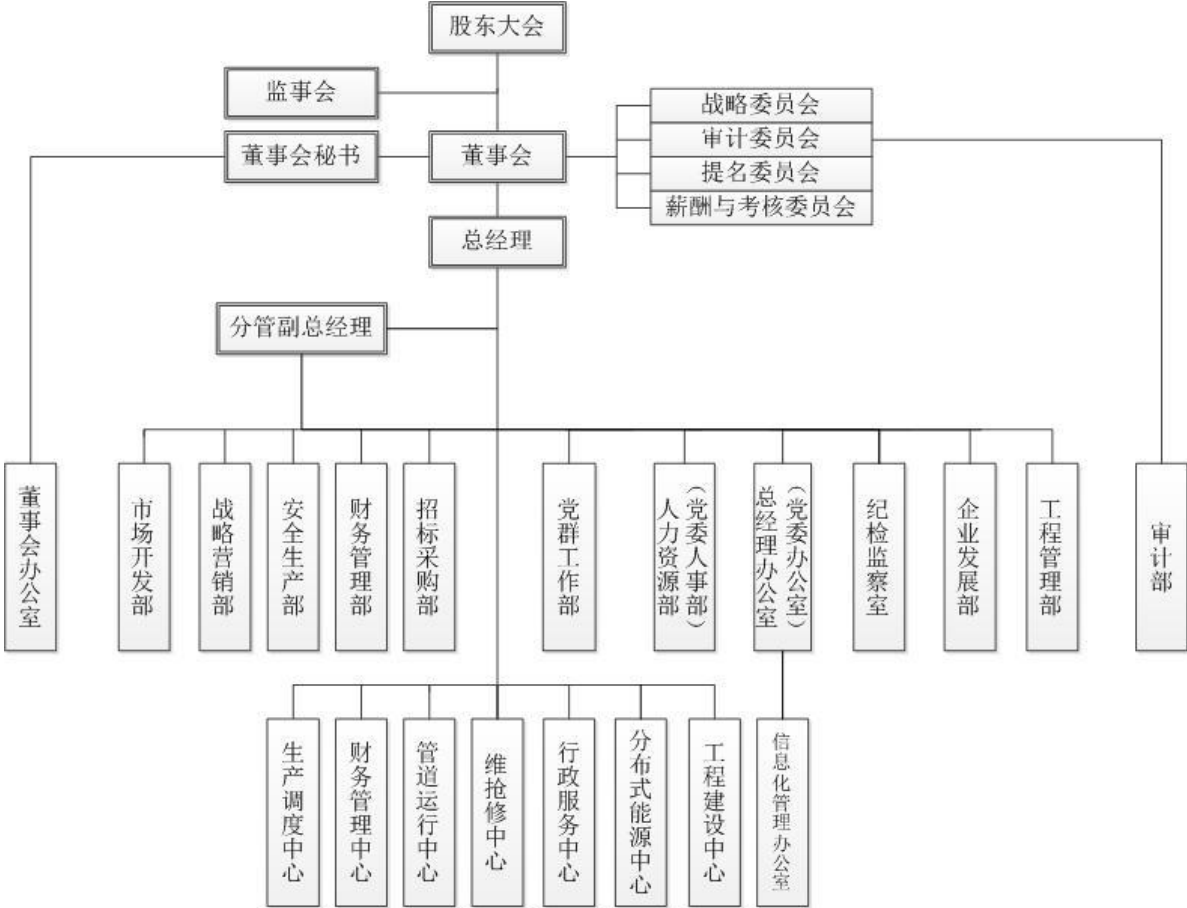 股东大会
监事会
战略委员会
董事会秘书
董事会
审计委员会
提名委员会
薪酬与考核委员会
总经理
分管副总经理
董事会办公室
市场开发部
战略营销部
安全生产部
财务管理部
招标采购部
党群工作部
（党委人事部）
人力资源部
（党委办公室）
总经理办公室
纪检监察室
企业发展部
工程管理部
审计部
生产调度中心
财务管理中心
管道运行中心
维抢修中心
行政服务中心
分布式能源中心
工程建设中心
信息化管理办公室